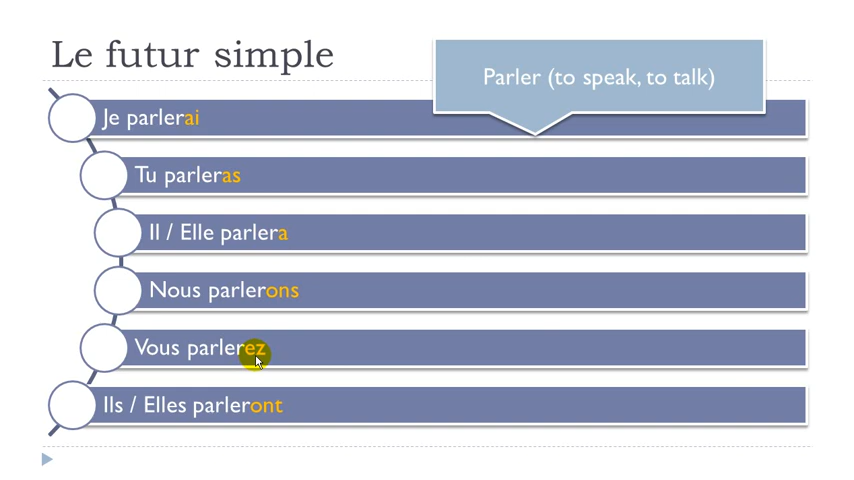 Le futur simple
Parler (to speak, to talk)
Je parlerai
Tu parleras
Il / Elle parlera
Nous parlerons
Vous parlerez
Ils / Elles parleront